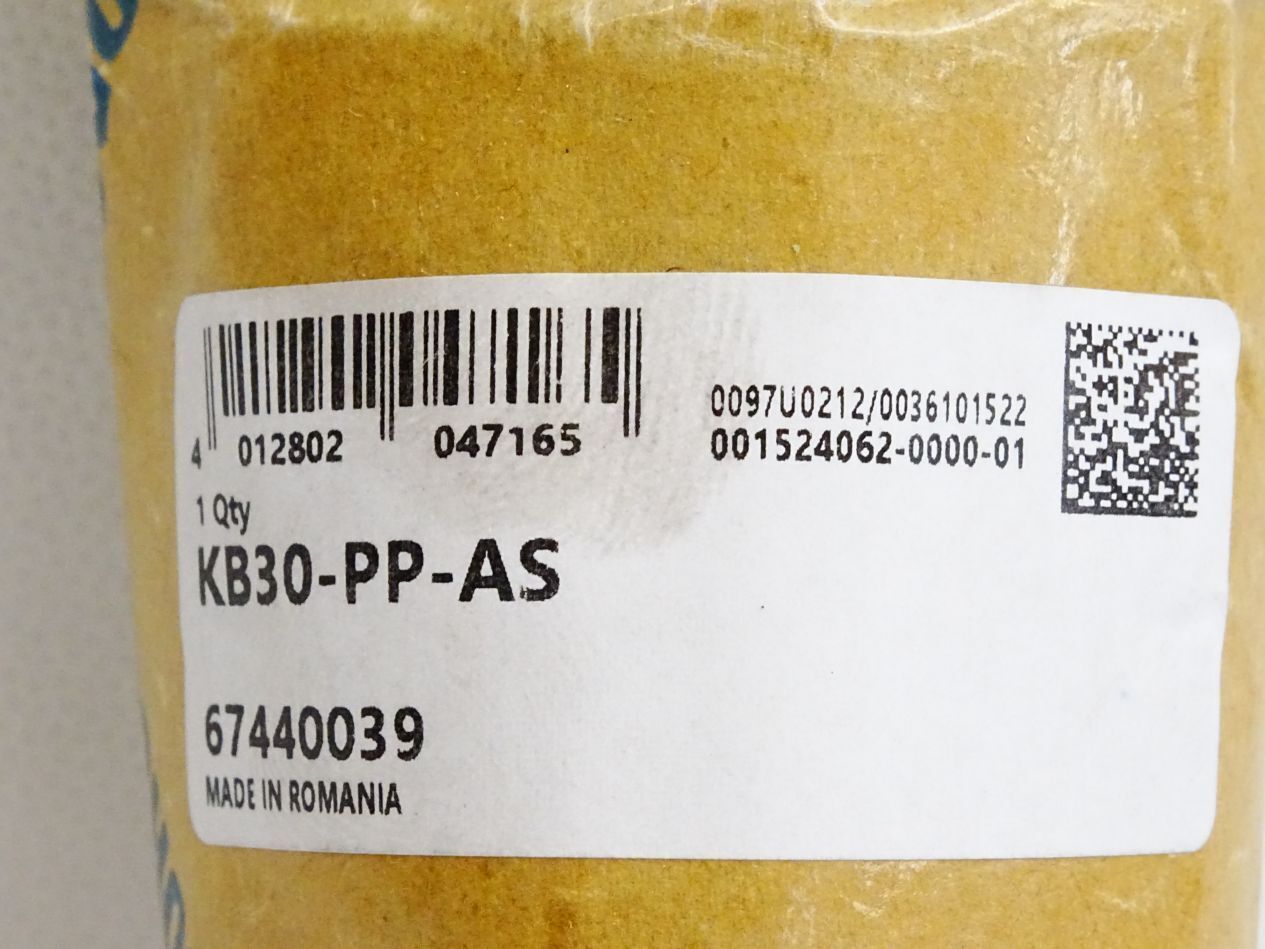 4 012802 047165
0097U0212/0036101522
001524062-0000-01
1 Qty
KB30-PP-AS
67440039
MADE IN ROMANIA